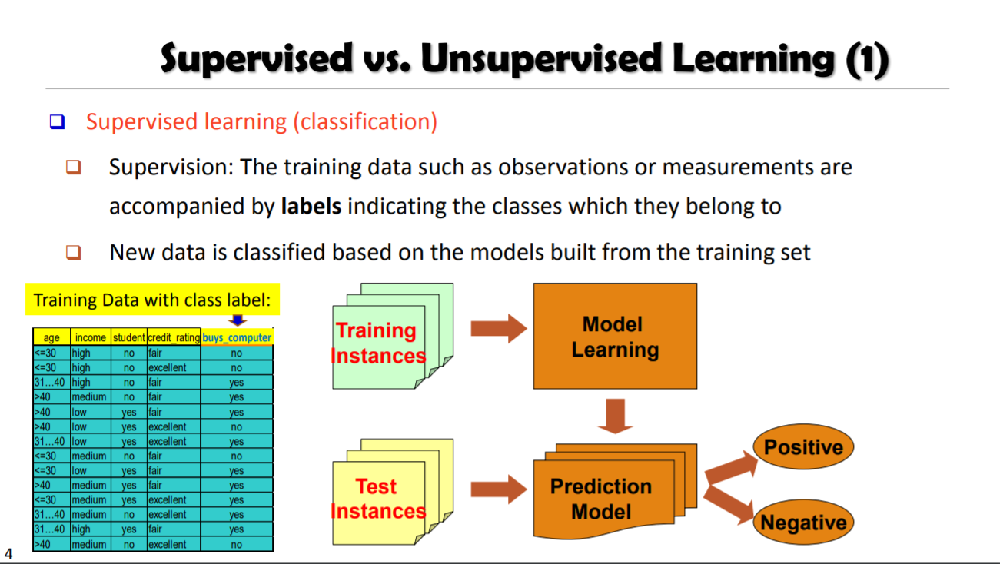 Supervised vs. Unsupervised Learning (1)
Supervised learning (classification)
Supervision: The training data such as observations or measurements are
accompanied by labels indicating the classes which they belong to
New data is classified based on the models built from the training set
Training Data with class label:
age income student credit_rating buys_computer
<=30 high no fair no
<=30 high no excellent no
31…40 high no fair yes
>40 medium no fair yes
>40 low yes fair yes
>40 low yes excellent no
31…40 low yes excellent yes
<=30 medium no fair no
<=30 low yes fair yes
>40 medium yes fair yes
<=30 medium yes excellent yes
31…40 medium no excellent yes
31…40 high yes fair yes
>40 medium no excellent no
Training
Instances
Model
Learning
Test
Instances
Prediction
Model
Positive
Negative
4